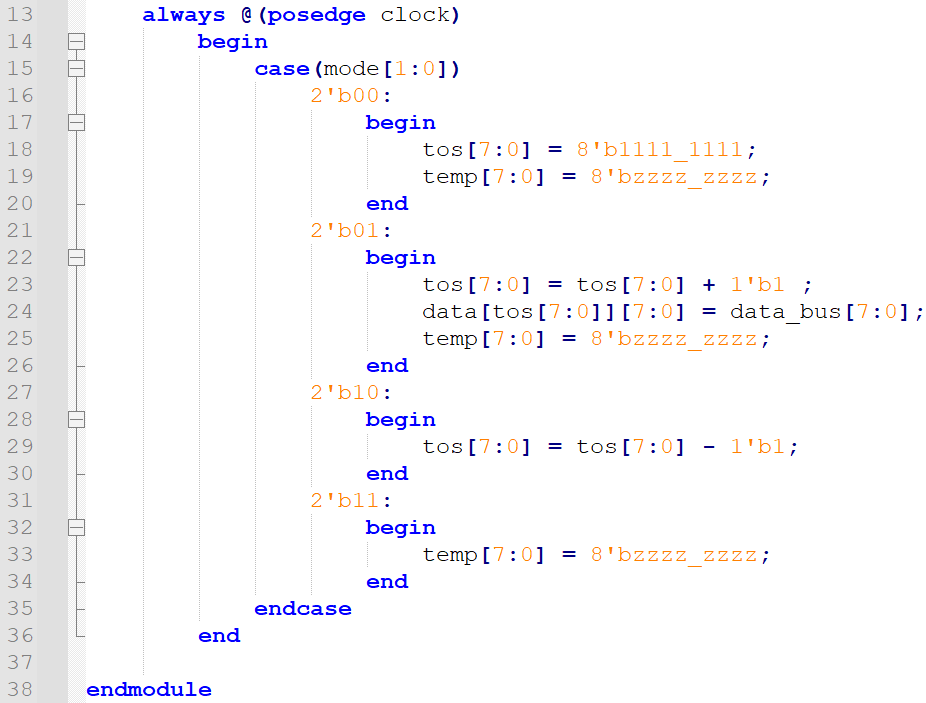 13 always @(posedge clock)
14 begin
15 case(mode[1:0])
16 2'b00:
17 begin
18 tos[7:0] = 8'b1111_1111;
19 temp[7:0] = 8'bzzzz_zzzz;
20 end
21 2'b01:
22 begin
23 tos[7:0] = tos[7:0] + 1'b1 ;
24 data[tos[7:0]][7:0] = data_bus[7:0];
25 temp[7:0] = 8'bzzzz_zzzz;
26 end
27 2'b10:
28 begin
29 tos[7:0] = tos[7:0] - 1'b1;
30 end
31 2'b11:
32 begin
33 temp[7:0] = 8'bzzzz_zzzz;
34 end
35 endcase
36 end
37
38 endmodule